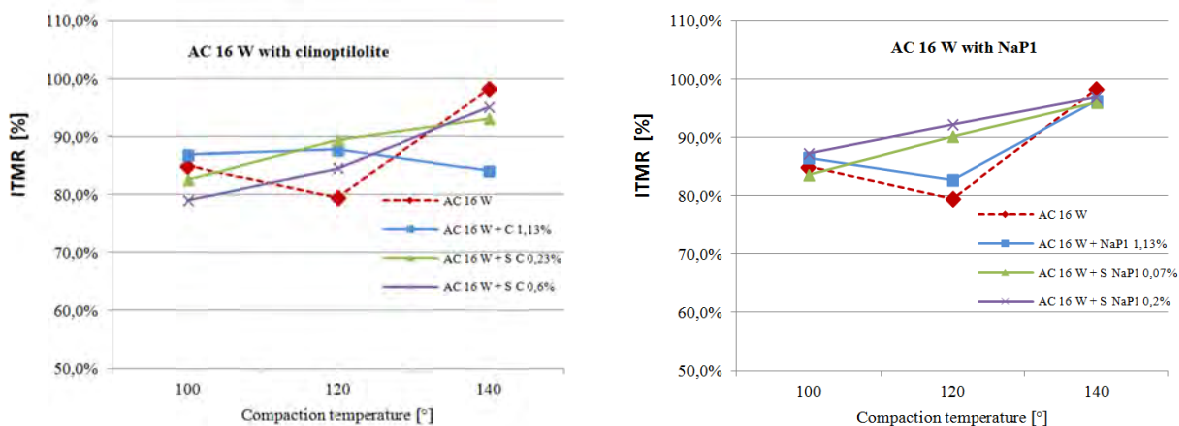 110,0%
AC 16 W with clinoptilolite
100,0%
90,0%
80,0%
70,0%
60,0%
50,0%
ITMR [%]
AC 16 W
AC 16 W + C 1,13%
AC 16 W + S C 0,23%
AC 16 W + S C 0,6%
100
120
140
Compaction temperature [°]
110,0%
AC 16 W with NaP1
100,0%
90,0%
80,0%
70,0%
60,0%
50,0%
ITMR [%]
AC 16 W
AC 16 W + NaP1 1,13%
AC 16 W + S NaP1 0,07%
AC 16 W + S NaP1 0,2%
100
120
140
Compaction temperature [°]